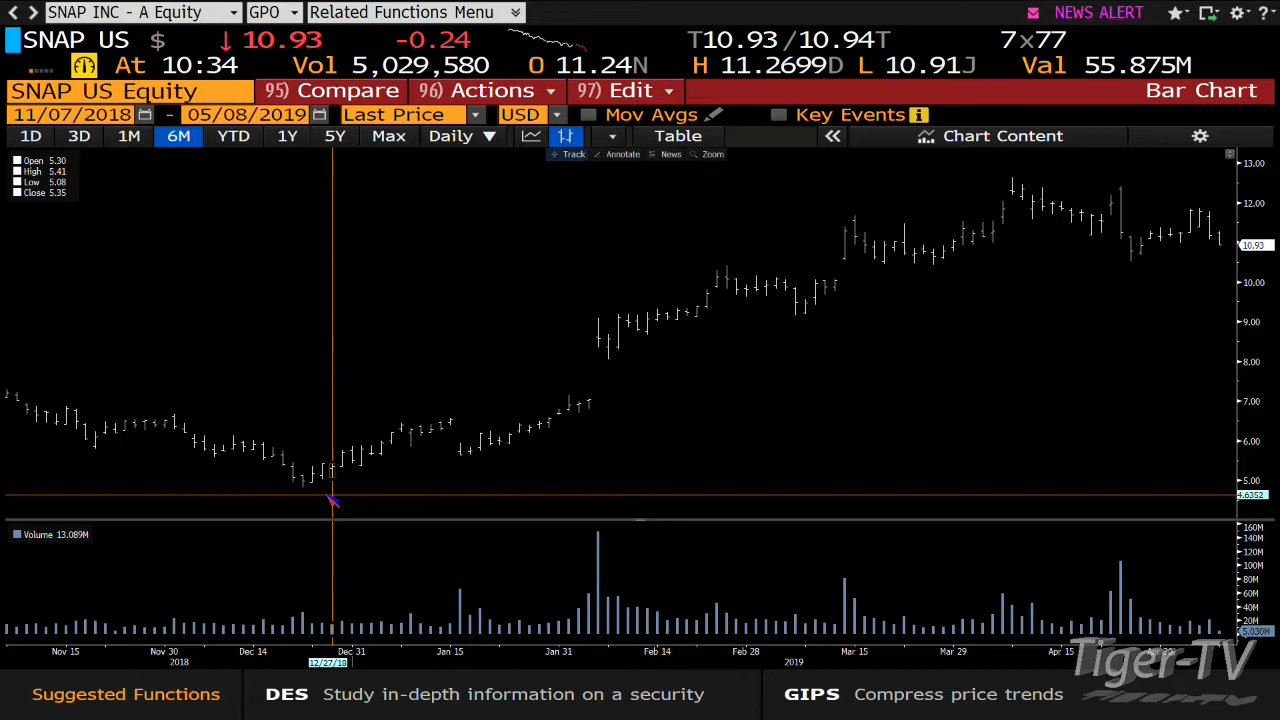 SNAP INC - A Equity GPO Related Functions Menu NEWS ALERT
SNAP US $ ↓ 10.93 -0.24 T10.93 / 10.94T 7×77
At 10:34 Vol 5,029,580 O 11.24N H 11.2699D L 10.91J Val 55.875M
SNAP US Equity 95) Compare 96) Actions 97) Edit Bar Chart
11/07/2018 - 05/08/2019 Last Price USD Mov Avgs Key Events
1D 3D 1M 6M YTD 1Y 5Y Max Daily Table Chart Content
Track Annotate News Zoom
Open 5.30
High 5.41
Low 5.08
Close 5.35
13.00
12.00
10.93
10.00
9.00
8.00
7.00
6.00
5.00
4.6352
Volume 13.089M
160M
140M
120M
100M
80M
60M
40M
20M
5.030M
Nov 15 Nov 30 Dec 14 Dec 31 Jan 15 Jan 31 Feb 14 Feb 28 Mar 15 Mar 29 Apr 15 Apr 30
2018 12/27/18 2019
Tiger-TV
Suggested Functions DES Study in-depth information on a security GIPS Compress price trends